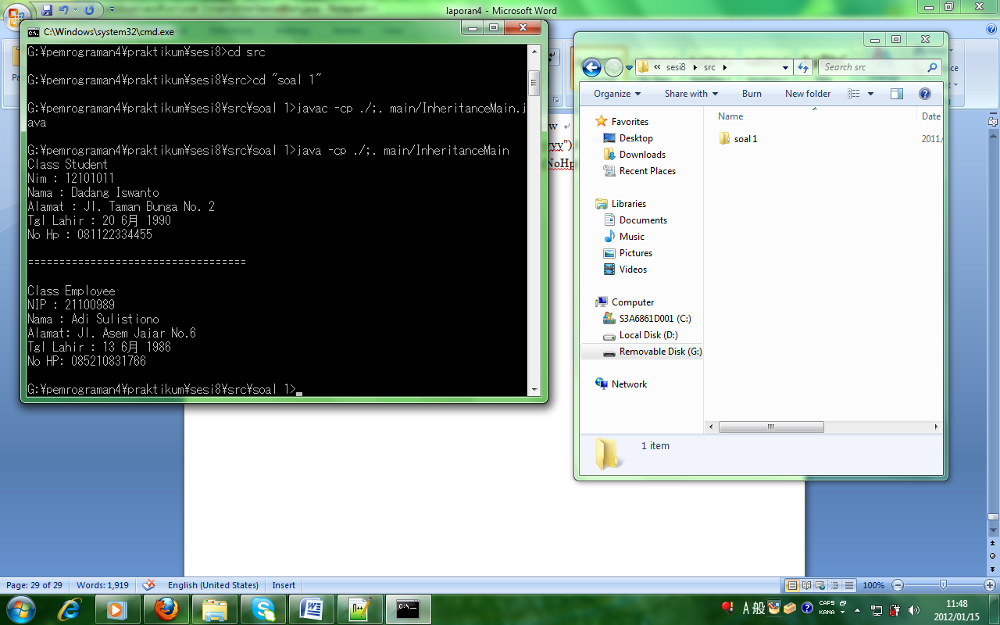 laporan4 - Microsoft Word
C:\Windows\system32\cmd.exe
G:¥pemrograman4¥praktikum¥sesi8>cd src
G:¥pemrograman4¥praktikum¥sesi8¥src>cd "soal 1"
G:¥pemrograman4¥praktikum¥sesi8¥src¥soal 1>javac -cp ./;. main/InheritanceMain.j
ava
G:¥pemrograman4¥praktikum¥sesi8¥src¥soal 1>java -cp ./;. main/InheritanceMain
Class Student
Nim : 12101011
Nama : Dadang Iswanto
Alamat : Jl. Taman Bunga No. 2
Tgl Lahir : 20 6月 1990
No Hp : 081122334455
===================================
Class Employee
NIP : 21100989
Nama : Adi Sulistiono
Alamat: Jl. Asem Jajar No.6
Tgl Lahir : 13 6月 1986
No HP: 085210831766
G:¥pemrograman4¥praktikum¥sesi8¥src¥soal 1>
NoHp
« sesi8 src
Search src
Organize Share with Burn New folder
Favorites
Desktop
Downloads
Recent Places
Libraries
Documents
Music
Pictures
Videos
Computer
S3A6861D001 (C:)
Local Disk (D:)
Removable Disk (G:)
Network
Name Date
soal 1 2011/
1 item
Page: 29 of 29 Words: 1,919 English (United States) Insert 100%
A 般 CAPS KANA
11:48
2012/01/15